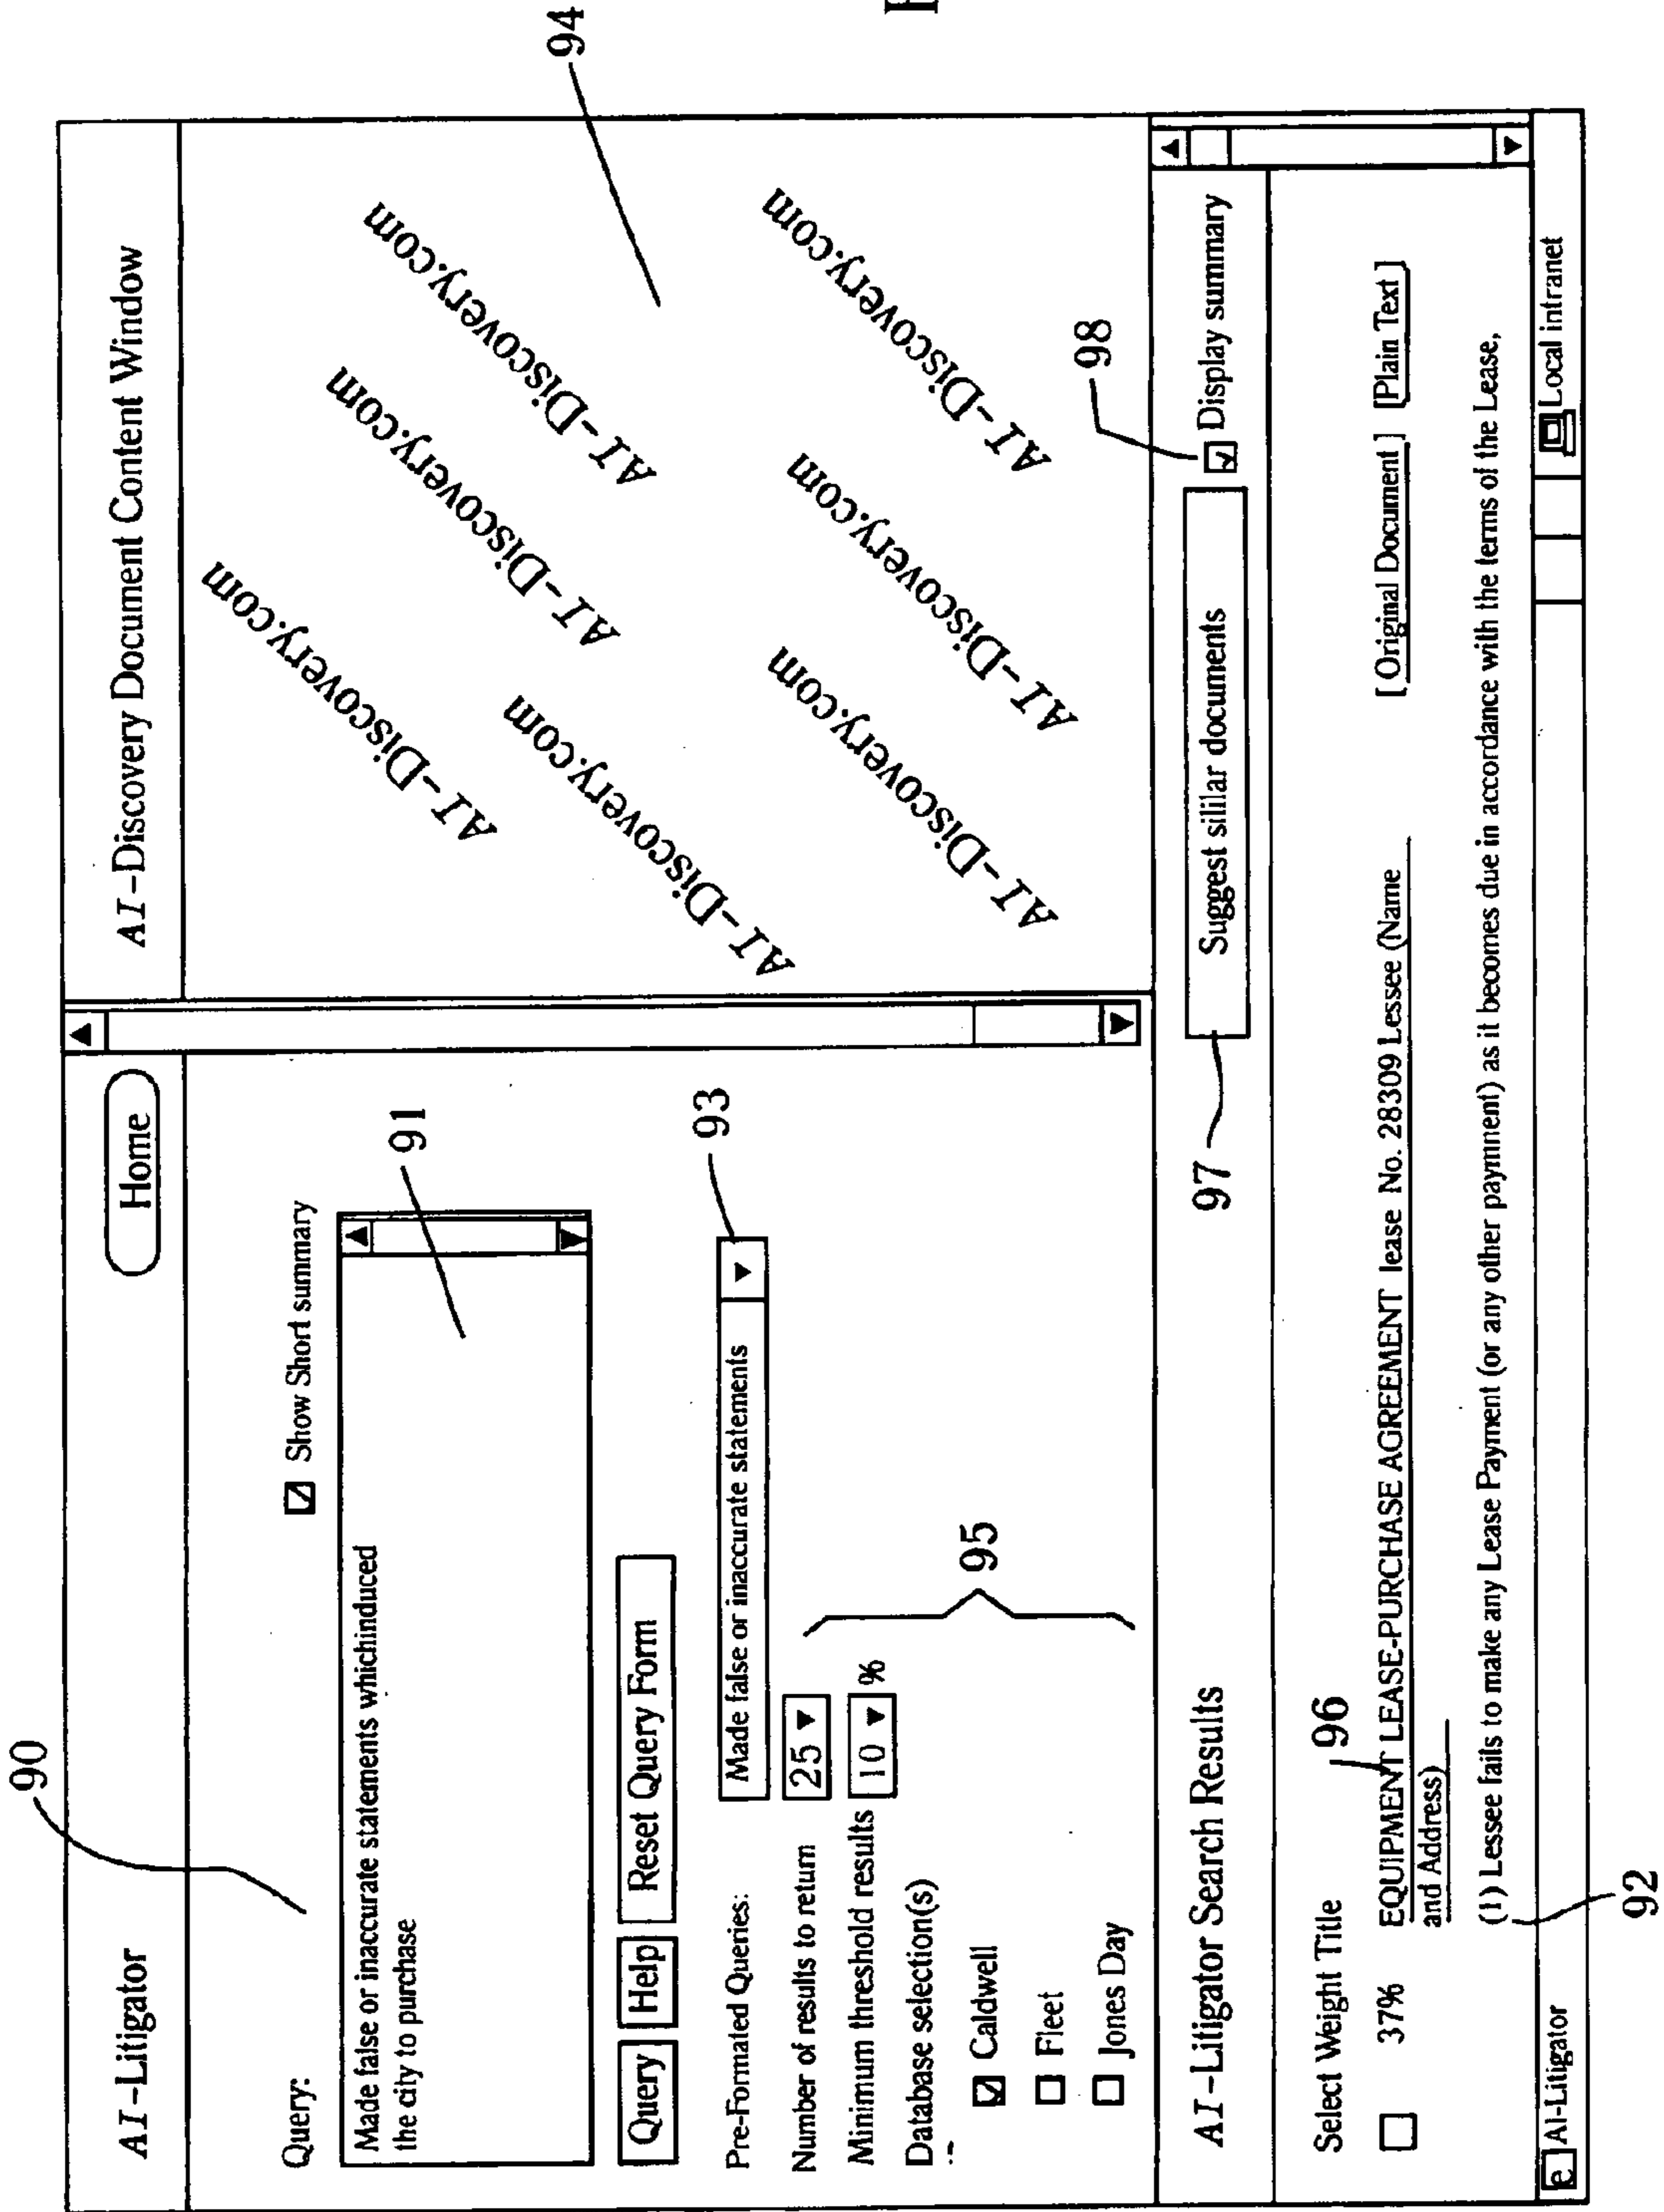 90
AI-Litigator
Home
Query:
Show Short summary
Made false or inaccurate statements whichinduced
the city to purchase
91
Query
Help
Reset Query Form
Pre-Formated Queries:
Made false or inaccurate statements
93
Number of results to return
25
Minimum threshold results
10 %
Database selection(s)
Caldwell
Fleet
Jones Day
95
AI-Discovery Document Content Window
94
AI-Discovery.com
AI-Discovery.com
AI-Discovery.com
AI-Discovery.com
AI-Discovery.com
AI-Discovery.com
AI-Discovery.com
AI-Litigator Search Results
97
Suggest sililar documents
98
Display summary
Select Weight Title
96
37%
EQUIPMENT LEASE-PURCHASE AGREEMENT lease No. 28309 Lessee (Name
and Address)
[Original Document] [Plain Text]
(1) Lessee fails to make any Lease Payment (or any other payment) as it becomes due in accordance with the terms of the Lease,
e AI-Litigator
Local intranet
92